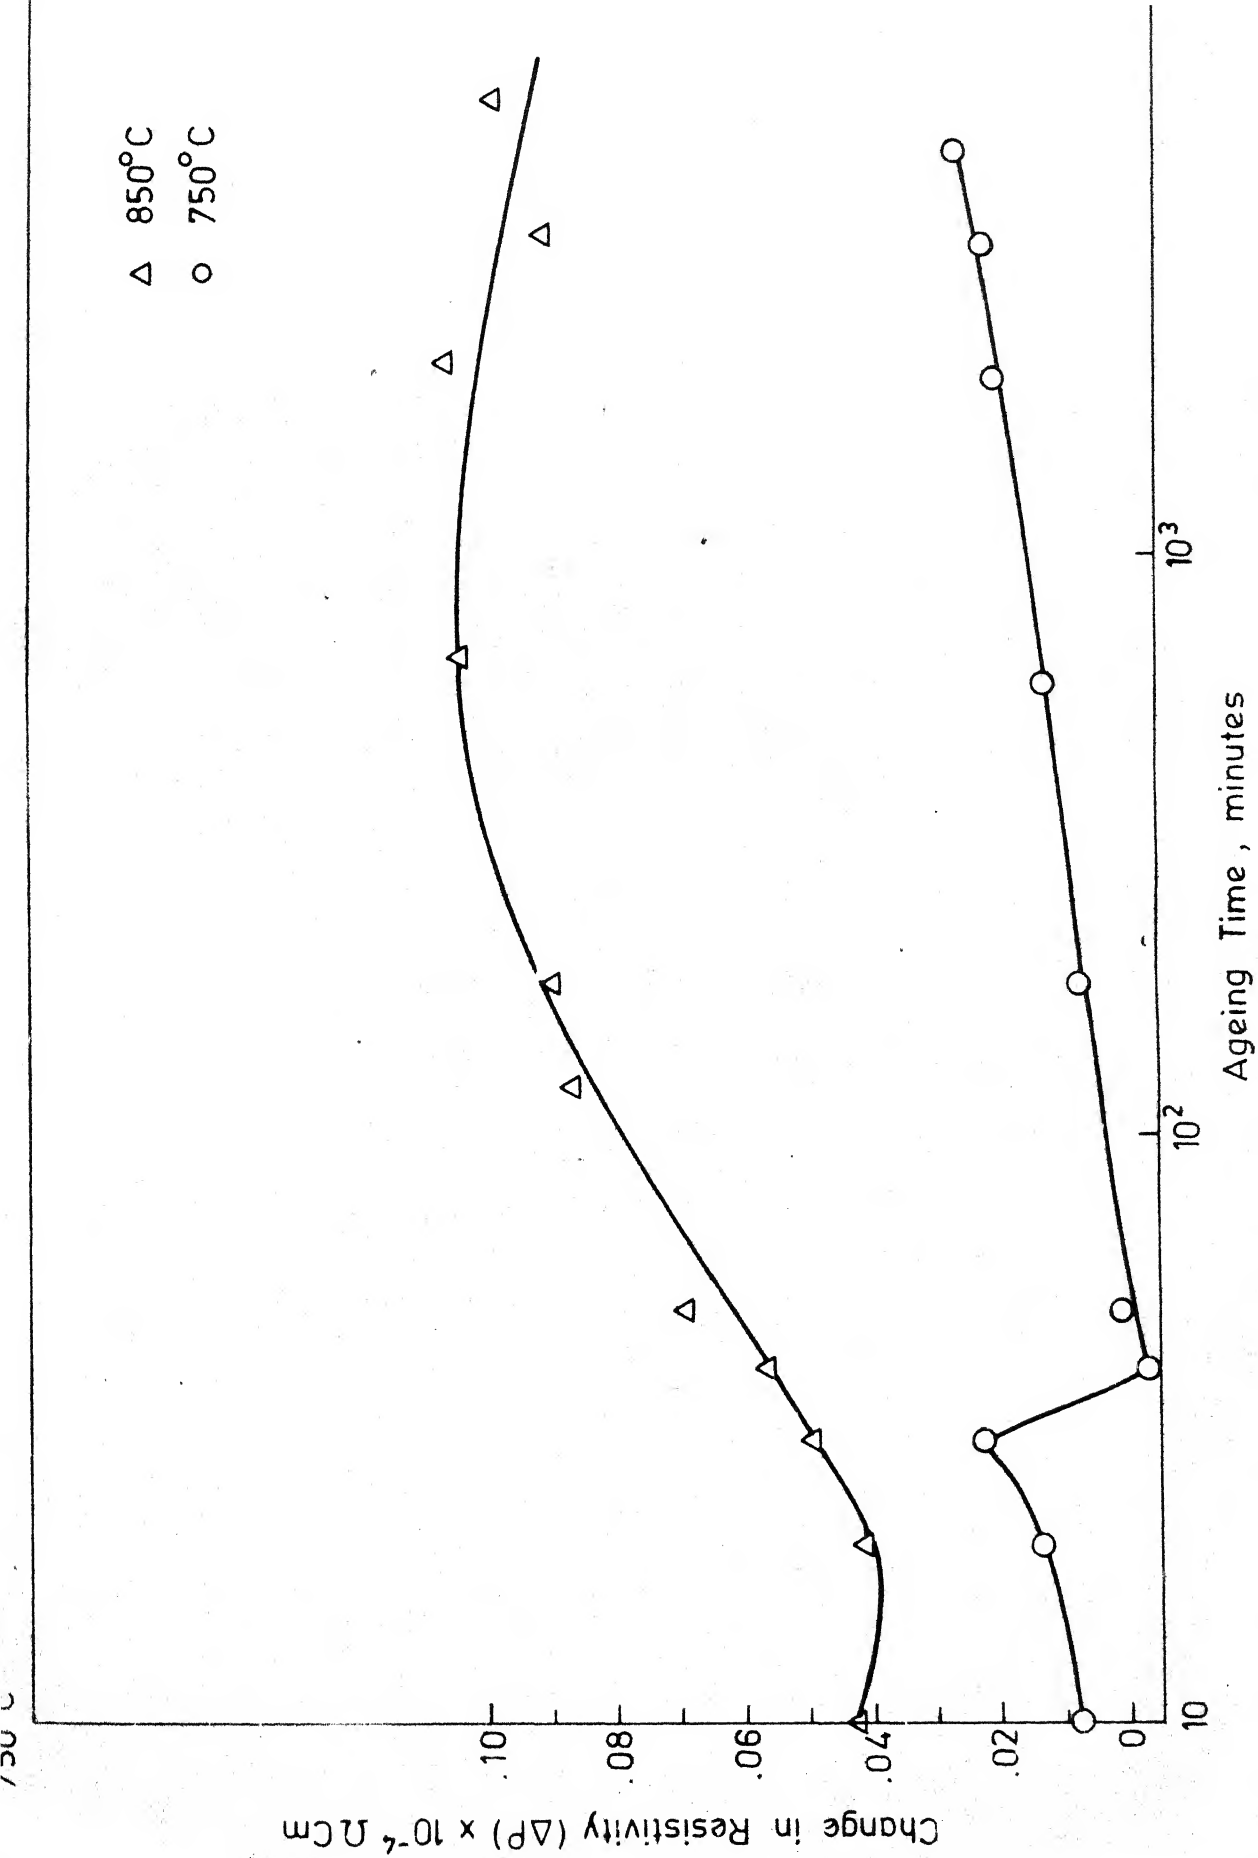 △ 850°C
○ 750°C
.10
.08
.06
.04
.02
0
Change in Resistivity (Δρ) x 10⁻⁴ Ω Cm
10
10²
10³
Ageing Time, minutes